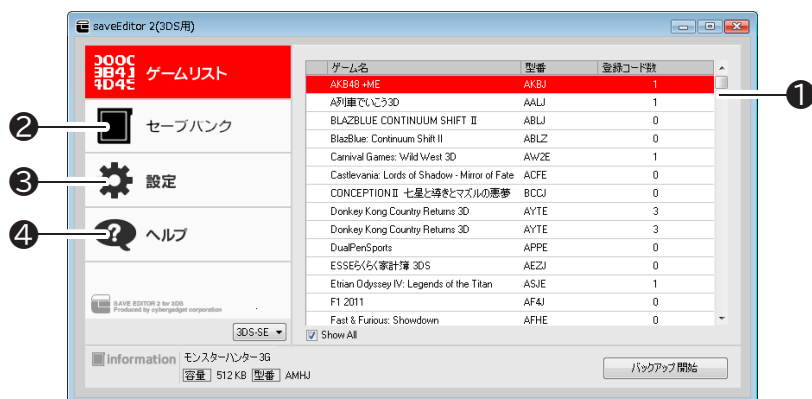 saveEditor 2(3DS用)
ゲームリスト
❷ セーブバンク
❸ 設定
❹ ヘルプ
SAVE EDITOR 2 for 3DS
Produced by cybergadget corporation
3DS-SE
ゲーム名 型番 登録コード数
❶
AKB48 +ME AKBJ 1
A列車でいこう3D AALJ 1
BLAZBLUE CONTINUUM SHIFT II ABLJ 0
BlazBlue: Continuum Shift II ABLZ 0
Carnival Games: Wild West 3D AW2E 1
Castlevania: Lords of Shadow - Mirror of Fate ACFE 0
CONCEPTIONⅡ 七星と導きとマズルの悪夢 BCCJ 0
Donkey Kong Country Returns 3D AYTE 3
Donkey Kong Country Returns 3D AYTE 3
DualPenSports APPE 0
ESSEらくらく家計簿 3DS AEZJ 0
Etrian Odyssey IV: Legends of the Titan ASJE 1
F1 2011 AF4J 0
Fast & Furious: Showdown AFHE 0
Show All
information モンスターハンター 3G
容量 512 KB 型番 AMHJ
バックアップ開始